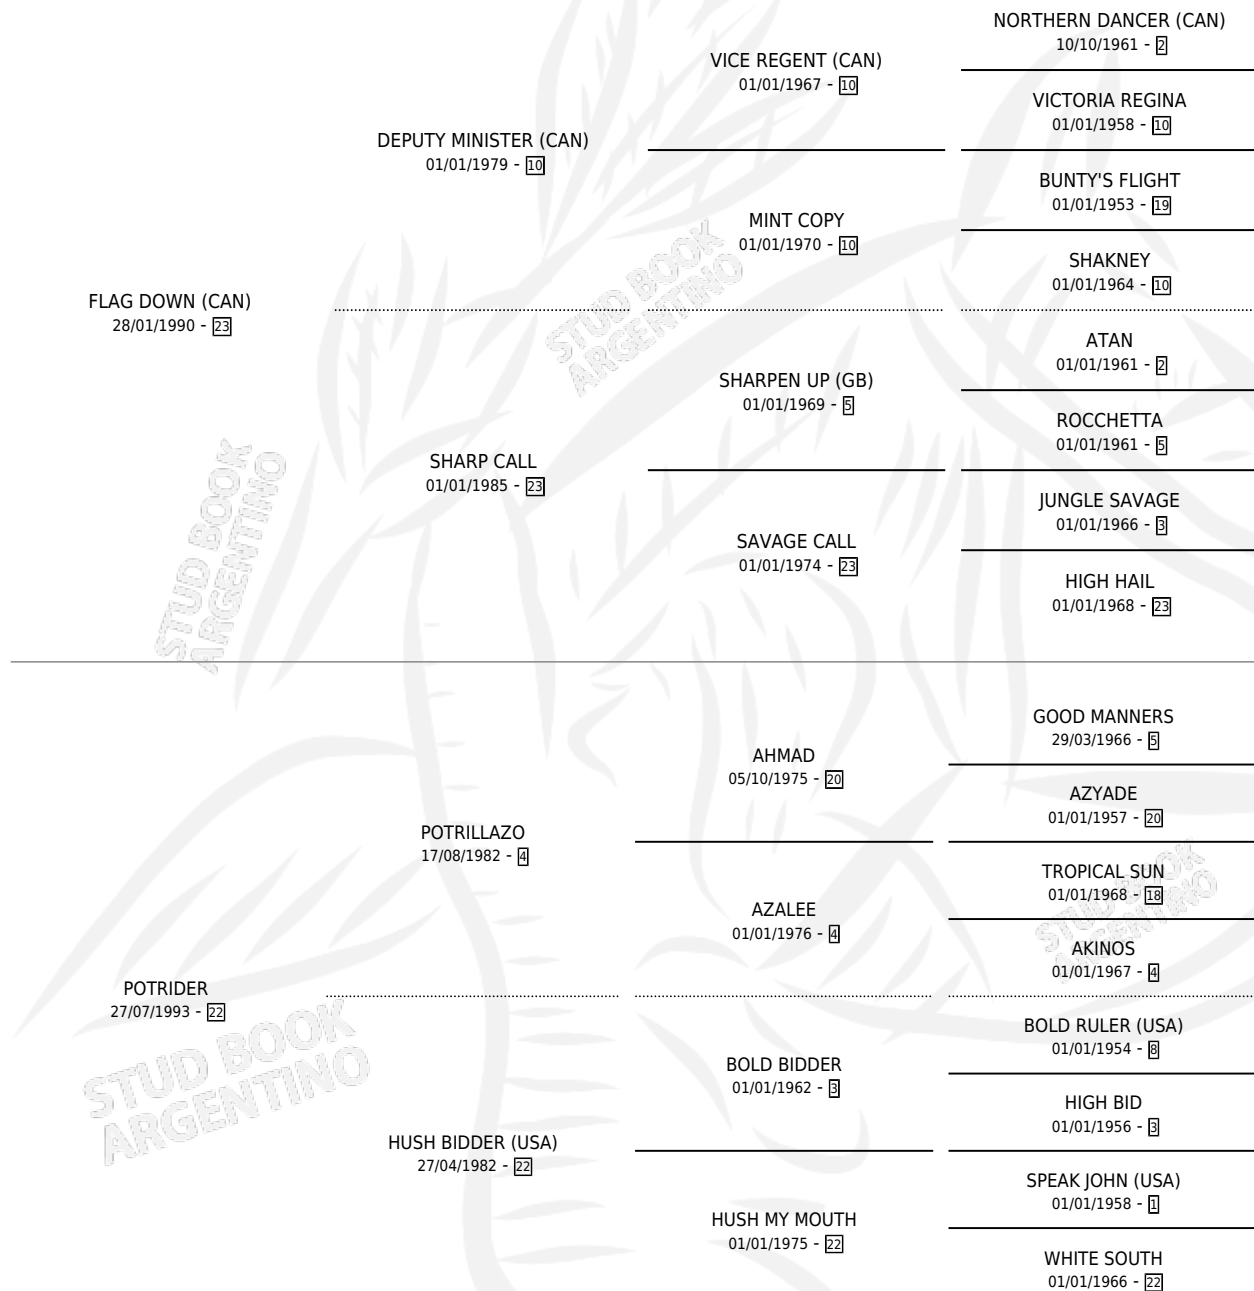 NORTHERN DANCER (CAN)
10/10/1961 - 2
VICE REGENT (CAN)
01/01/1967 - 10
VICTORIA REGINA
01/01/1958 - 10
DEPUTY MINISTER (CAN)
01/01/1979 - 10
BUNTY'S FLIGHT
01/01/1953 - 19
MINT COPY
01/01/1970 - 10
SHAKNEY
01/01/1964 - 10
FLAG DOWN (CAN)
28/01/1990 - 23
ATAN
01/01/1961 - 2
SHARPEN UP (GB)
01/01/1969 - 5
ROCCHETTA
01/01/1961 - 5
SHARP CALL
01/01/1985 - 23
JUNGLE SAVAGE
01/01/1966 - 3
SAVAGE CALL
01/01/1974 - 23
HIGH HAIL
01/01/1968 - 23
GOOD MANNERS
29/03/1966 - 5
AHMAD
05/10/1975 - 20
AZYADE
01/01/1957 - 20
POTRILLAZO
17/08/1982 - 4
TROPICAL SUN
01/01/1968 - 18
AZALEE
01/01/1976 - 4
AKINOS
01/01/1967 - 4
POTRIDER
27/07/1993 - 22
BOLD RULER (USA)
01/01/1954 - 8
BOLD BIDDER
01/01/1962 - 3
HIGH BID
01/01/1956 - 3
HUSH BIDDER (USA)
27/04/1982 - 22
SPEAK JOHN (USA)
01/01/1958 - 1
HUSH MY MOUTH
01/01/1975 - 22
WHITE SOUTH
01/01/1966 - 22
STUD BOOK
ARGENTINO
STUD BOOK
ARGENTINO
STUD BOOK
ARGENTINO
STUD BOOK
ARGENTINO